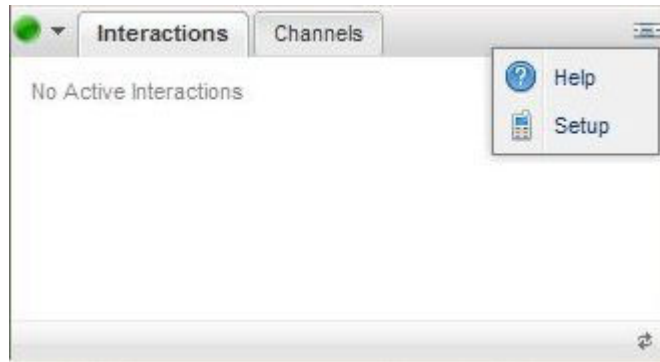 Interactions
Channels
No Active Interactions
Help
Setup